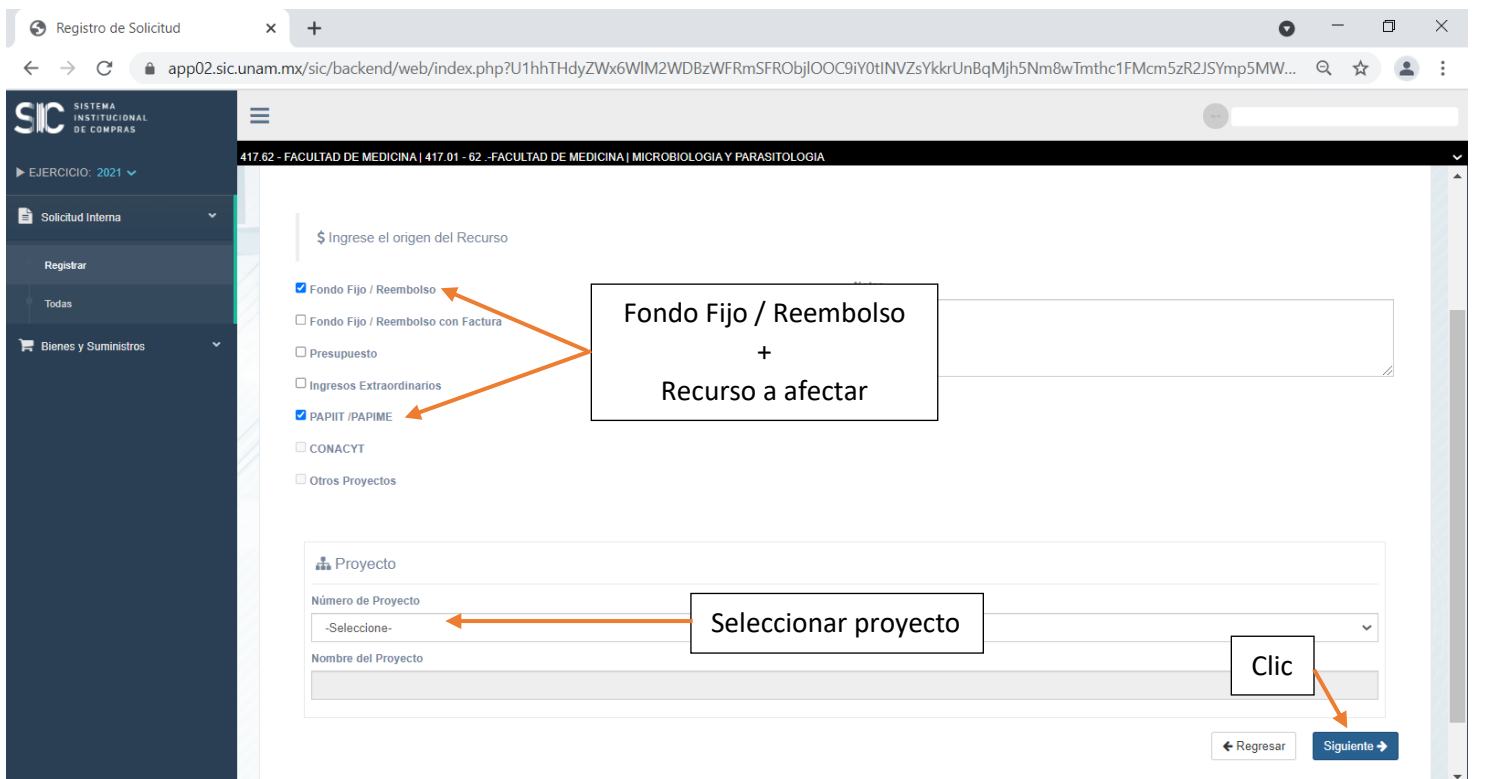 Registro de Solicitud
app02.sic.unam.mx/sic/backend/web/index.php?U1hhTHdyZWx6WlM2WDBzWFRmSFRObjlOOC9iY0tINVZsYkkrUnBqMjh5Nm8wTmthc1FMcm5zR2JSYmp5MW...
SIC SISTEMA
INSTITUCIONAL
DE COMPRAS
417.62 - FACULTAD DE MEDICINA | 417.01 - 62 .-FACULTAD DE MEDICINA | MICROBIOLOGIA Y PARASITOLOGIA
EJERCICIO: 2021
Solicitud Interna
Registrar
Todas
Bienes y Suministros
$ Ingrese el origen del Recurso
Fondo Fijo / Reembolso
Fondo Fijo / Reembolso con Factura
Presupuesto
Ingresos Extraordinarios
PAPIIT /PAPIME
CONACYT
Otros Proyectos
Fondo Fijo / Reembolso
+
Recurso a afectar
Proyecto
Número de Proyecto
-Seleccione-
Seleccionar proyecto
Nombre del Proyecto
Clic
Regresar
Siguiente